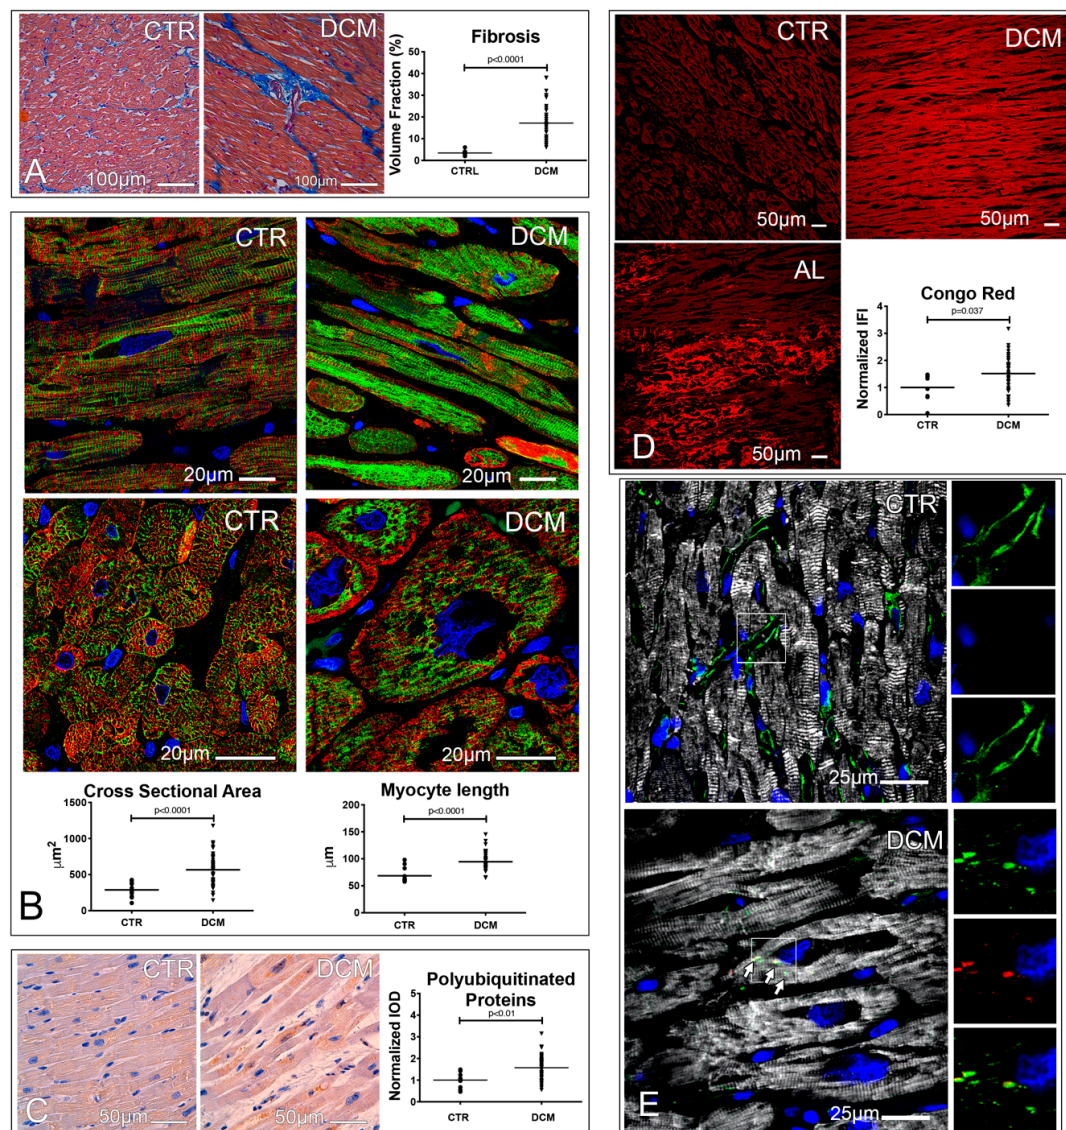 CTR
DCM
100µm
100µm
A
Fibrosis
p<0.0001
Volume Fraction (%)
50
40
30
20
10
0
CTRL
DCM
CTR
DCM
20µm
20µm
CTR
DCM
20µm
20µm
Cross Sectional Area
p<0.0001
µm²
1500
1000
500
0
CTR
DCM
Myocyte length
p<0.0001
µm
150
100
50
0
CTR
DCM
B
CTR
DCM
50µm
50µm
C
Polyubiquitinated
Proteins
p<0.01
Normalized IOD
4
3
2
1
0
CTR
DCM
CTR
DCM
50µm
50µm
AL
50µm
D
Congo Red
p=0.037
Normalized IFI
4
3
2
1
0
CTR
DCM
CTR
25µm
DCM
25µm
E